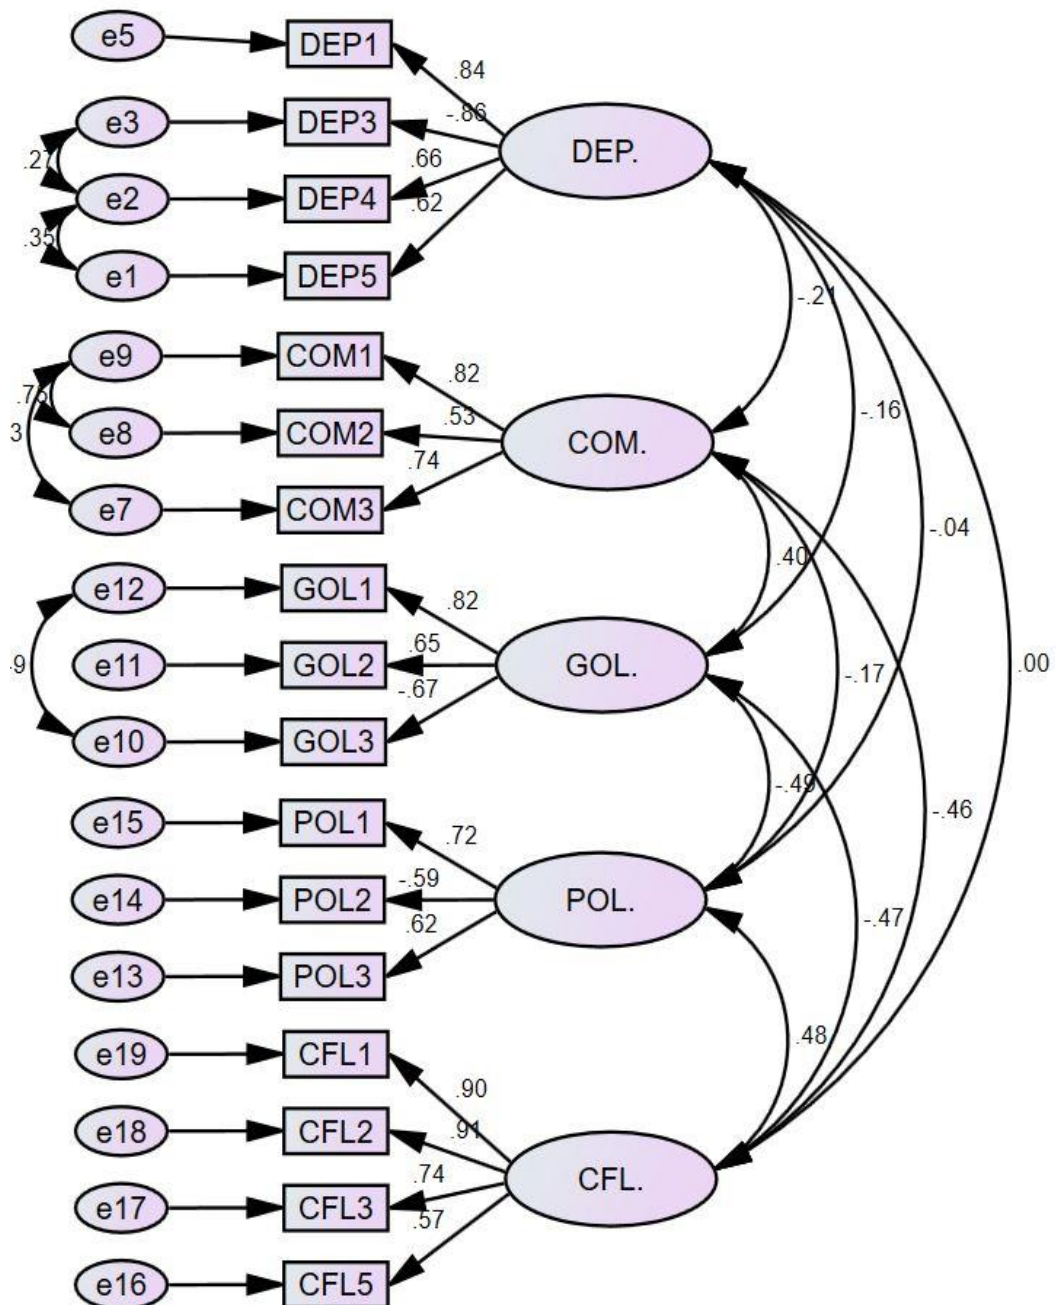 e5
DEP1
.84
e3
DEP3
-.86
DEP.
.27
.66
e2
DEP4
.62
.35
e1
DEP5
-.21
e9
COM1
.82
-.16
e8
COM2
.53
COM.
3
.74
e7
COM3
-.04
.40
e12
GOL1
.82
e11
GOL2
.65
GOL.
.9
-.67
-.17
.00
e10
GOL3
-.49
e15
POL1
.72
-.46
e14
POL2
-.59
POL.
.62
-.47
e13
POL3
.48
e19
CFL1
.90
e18
CFL2
.91
.74
CFL.
e17
CFL3
.57
e16
CFL5